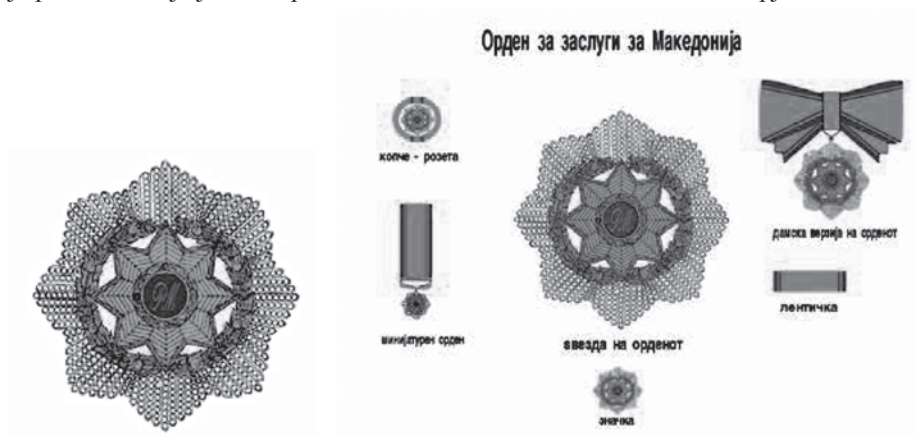 Орден за заслуги за Македонија
копче - розета
дамска верзија на орденот
лентичка
минијатурен орден
ѕвезда на орденот
значка